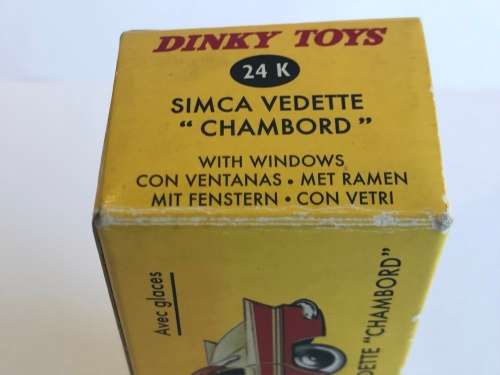 DINKY TOYS
24 K
SIMCA VEDETTE
"CHAMBORD"
WITH WINDOWS
CON VENTANAS • MET RAMEN
MIT FENSTERN • CON VETRI
Avec glaces
"CHAMBORD"